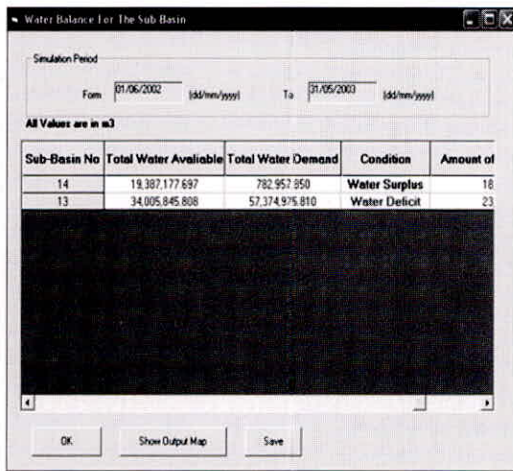 Water Balance For The Sub Basin
Simulation Period
Form 01/06/2002 (dd/mm/yyyy) To 31/05/2003 (dd/mm/yyyy)
All Values are in m3
Sub-Basin No Total Water Avaliable Total Water Demand Condition Amount of
14 19,387,177.697 782,957.850 Water Surplus 18
13 34,005,845.808 57,374,975.810 Water Deficit 23
OK Show Output Map Save